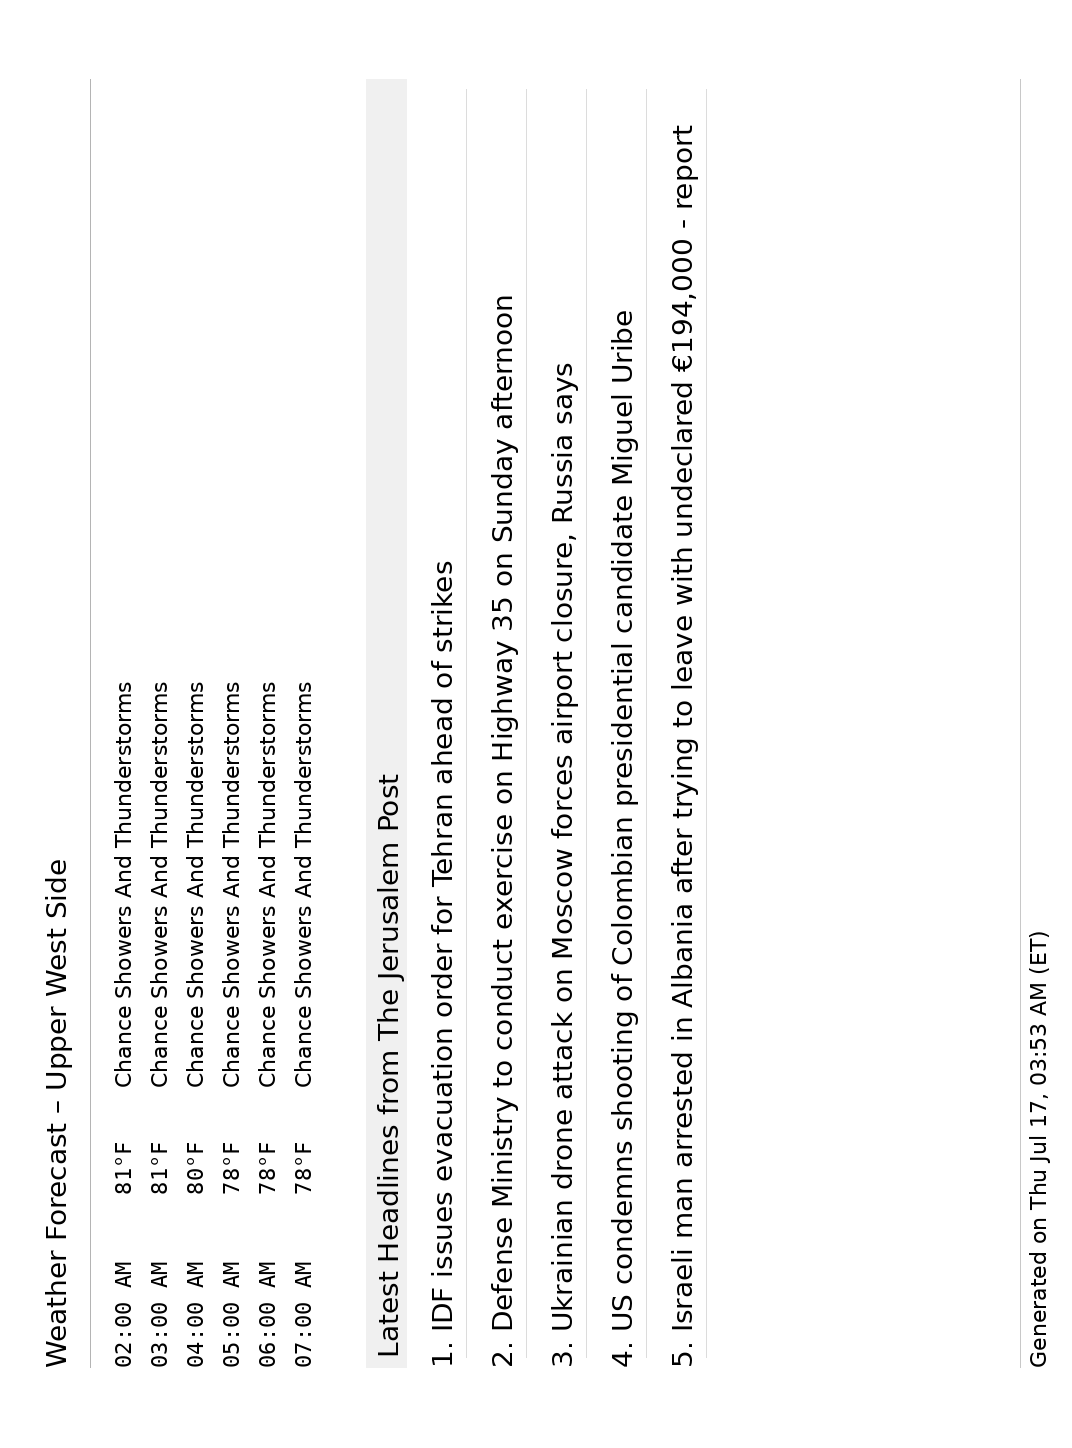 Weather Forecast – Upper West Side
02:00 AM 81°F Chance Showers And Thunderstorms
03:00 AM 81°F Chance Showers And Thunderstorms
04:00 AM 80°F Chance Showers And Thunderstorms
05:00 AM 78°F Chance Showers And Thunderstorms
06:00 AM 78°F Chance Showers And Thunderstorms
07:00 AM 78°F Chance Showers And Thunderstorms
Latest Headlines from The Jerusalem Post
1. IDF issues evacuation order for Tehran ahead of strikes
2. Defense Ministry to conduct exercise on Highway 35 on Sunday afternoon
3. Ukrainian drone attack on Moscow forces airport closure, Russia says
4. US condemns shooting of Colombian presidential candidate Miguel Uribe
5. Israeli man arrested in Albania after trying to leave with undeclared €194,000 - report
Generated on Thu Jul 17, 03:53 AM (ET)